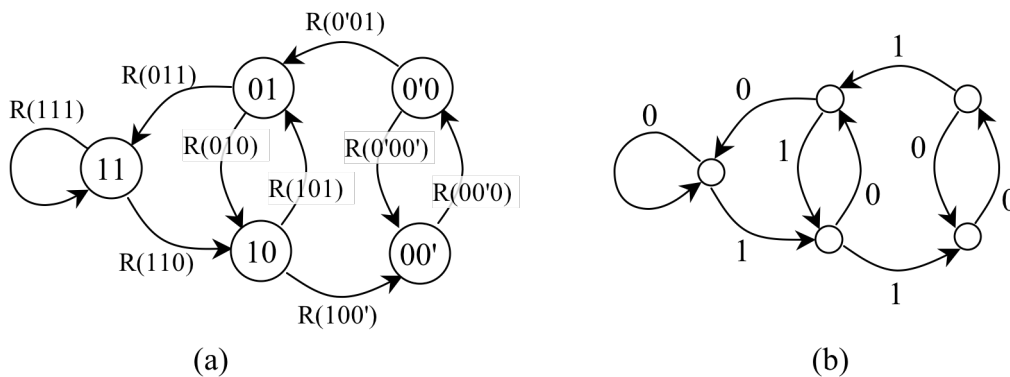 R(0'01)
R(011)
01
0'0
R(111)
R(010)
R(0'00')
11
R(101)
R(00'0)
R(110)
10
00'
R(100')
(a)
1
0
0
1
0
0
0
1
1
(b)